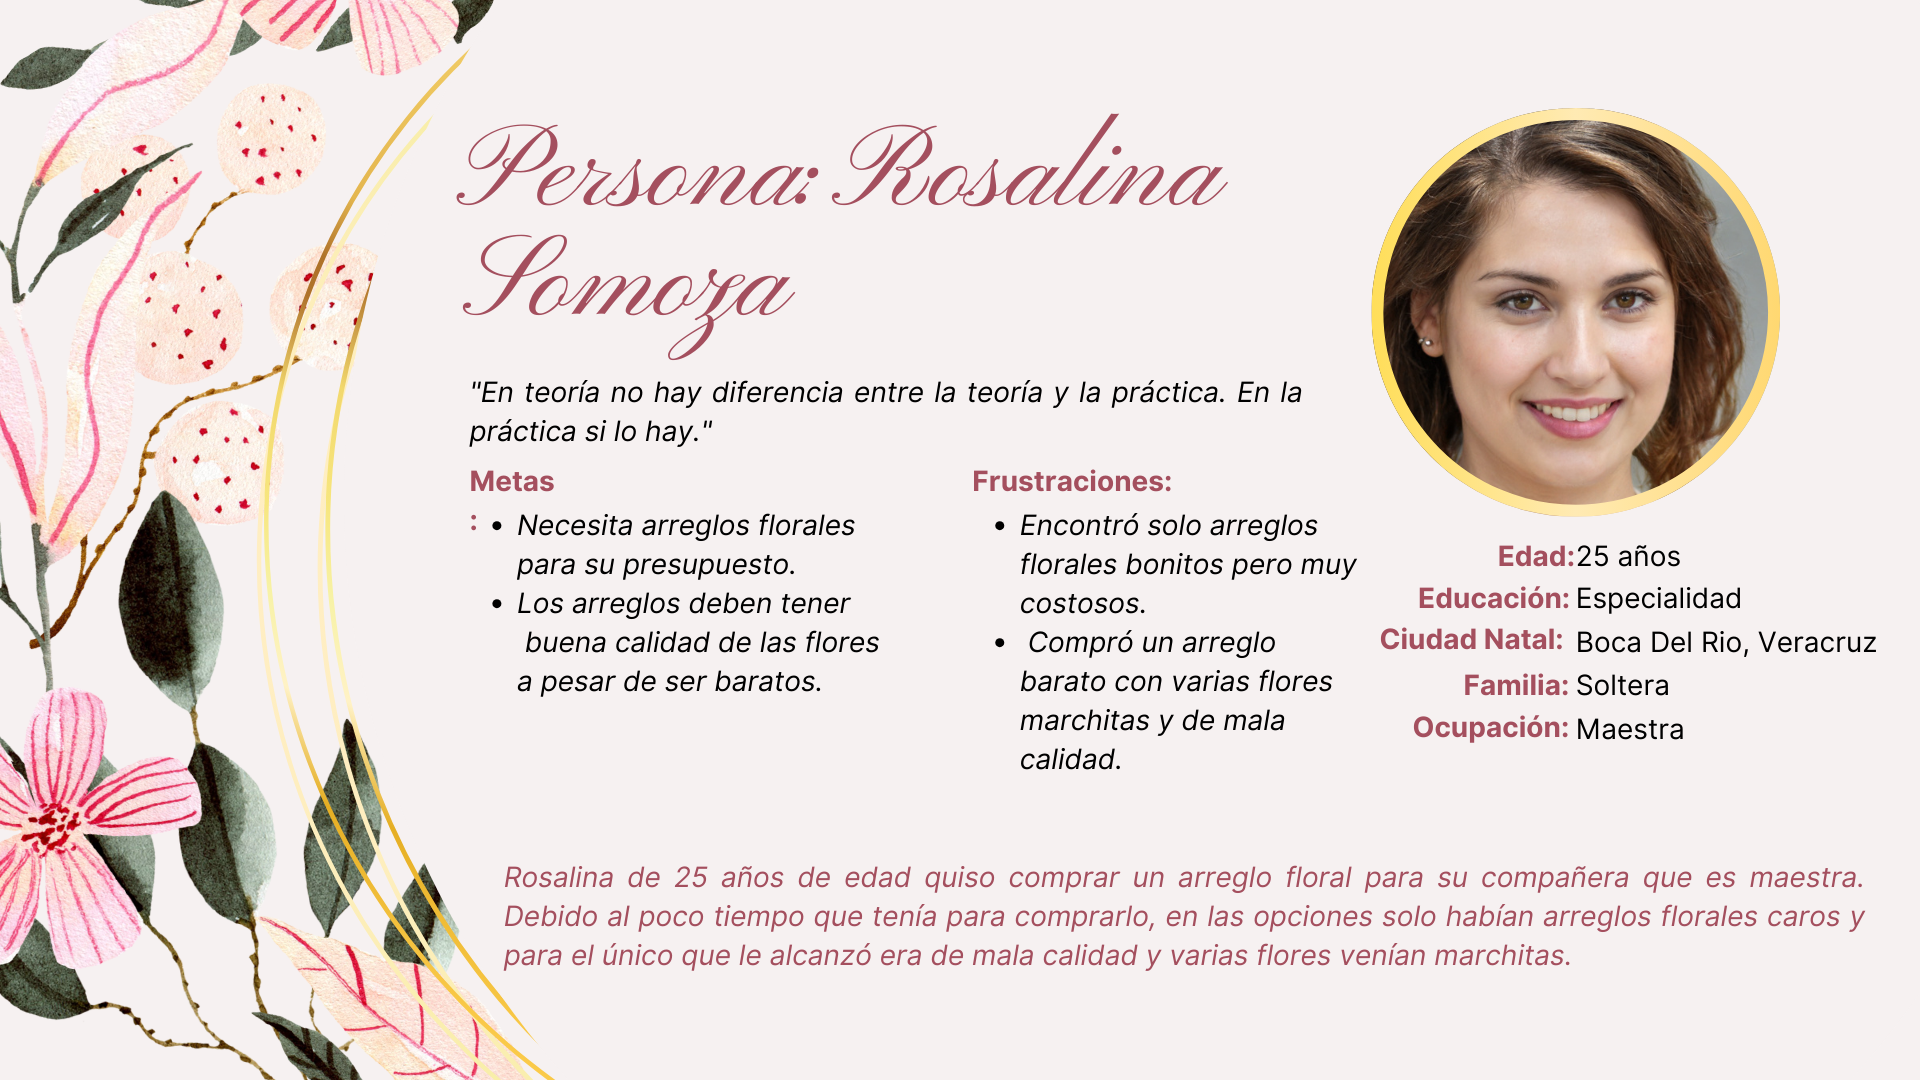 Persona: Rosalina
Somoza
"En teoría no hay diferencia entre la teoría y la práctica. En la
práctica si lo hay."
Metas
:
• Necesita arreglos florales
para su presupuesto.
• Los arreglos deben tener
buena calidad de las flores
a pesar de ser baratos.
Frustraciones:
• Encontró solo arreglos
florales bonitos pero muy
costosos.
• Compró un arreglo
barato con varias flores
marchitas y de mala
calidad.
Edad: 25 años
Educación: Especialidad
Ciudad Natal: Boca Del Rio, Veracruz
Familia: Soltera
Ocupación: Maestra
Rosalina de 25 años de edad quiso comprar un arreglo floral para su compañera que es maestra.
Debido al poco tiempo que tenía para comprarlo, en las opciones solo habían arreglos florales caros y
para el único que le alcanzó era de mala calidad y varias flores venían marchitas.